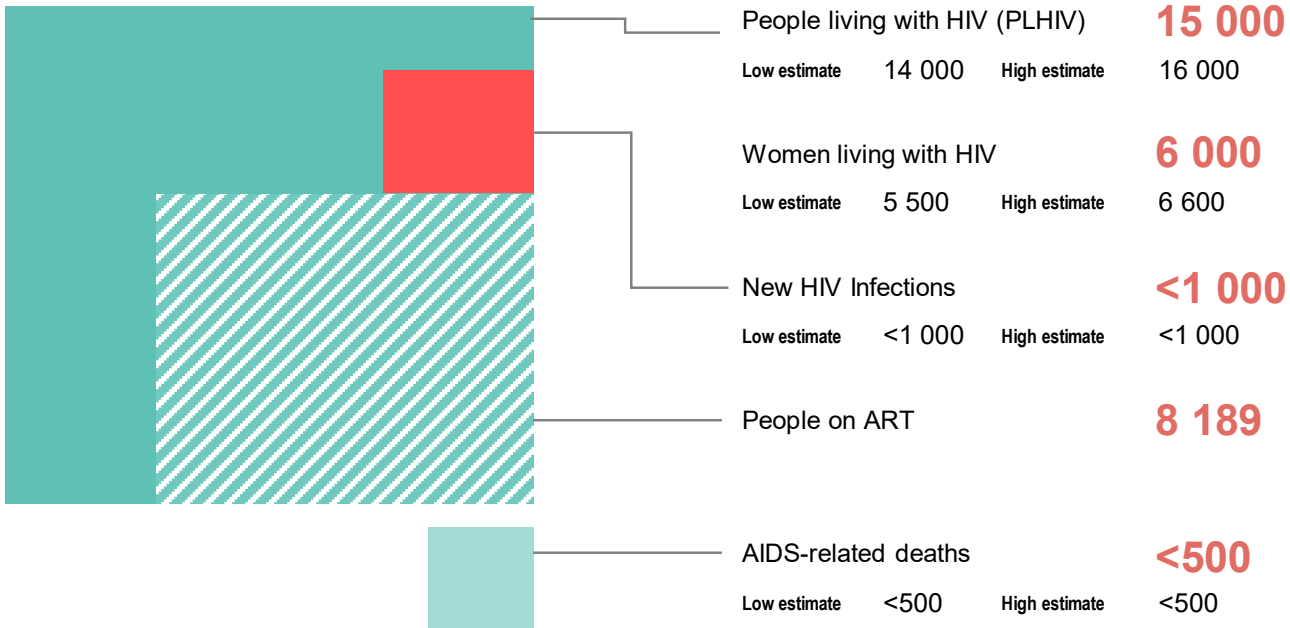 People living with HIV (PLHIV) 15 000
Low estimate 14 000 High estimate 16 000
Women living with HIV 6 000
Low estimate 5 500 High estimate 6 600
New HIV Infections <1 000
Low estimate <1 000 High estimate <1 000
People on ART 8 189
AIDS-related deaths <500
Low estimate <500 High estimate <500